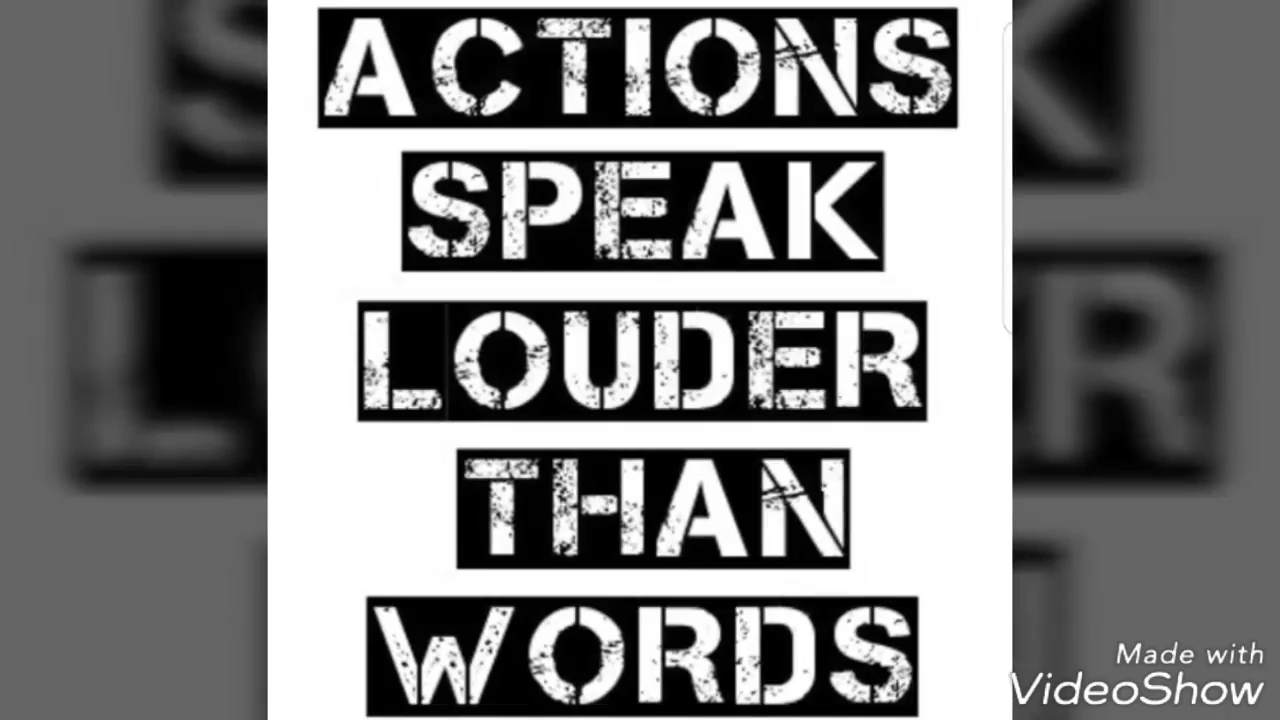 ACTIONS
SPEAK
LOUDER
THAN
WORDS
Made with
VideoShow